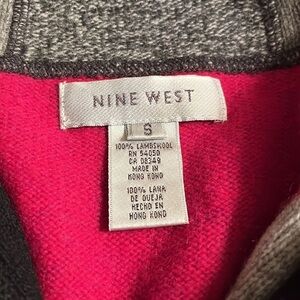 NINE WEST
S
100% LAMBSWOOL
RN 54050
CA 08349
MADE IN
HONG KONG
100% LANA
DE OVEJA
HECHO EN
HONG KONG